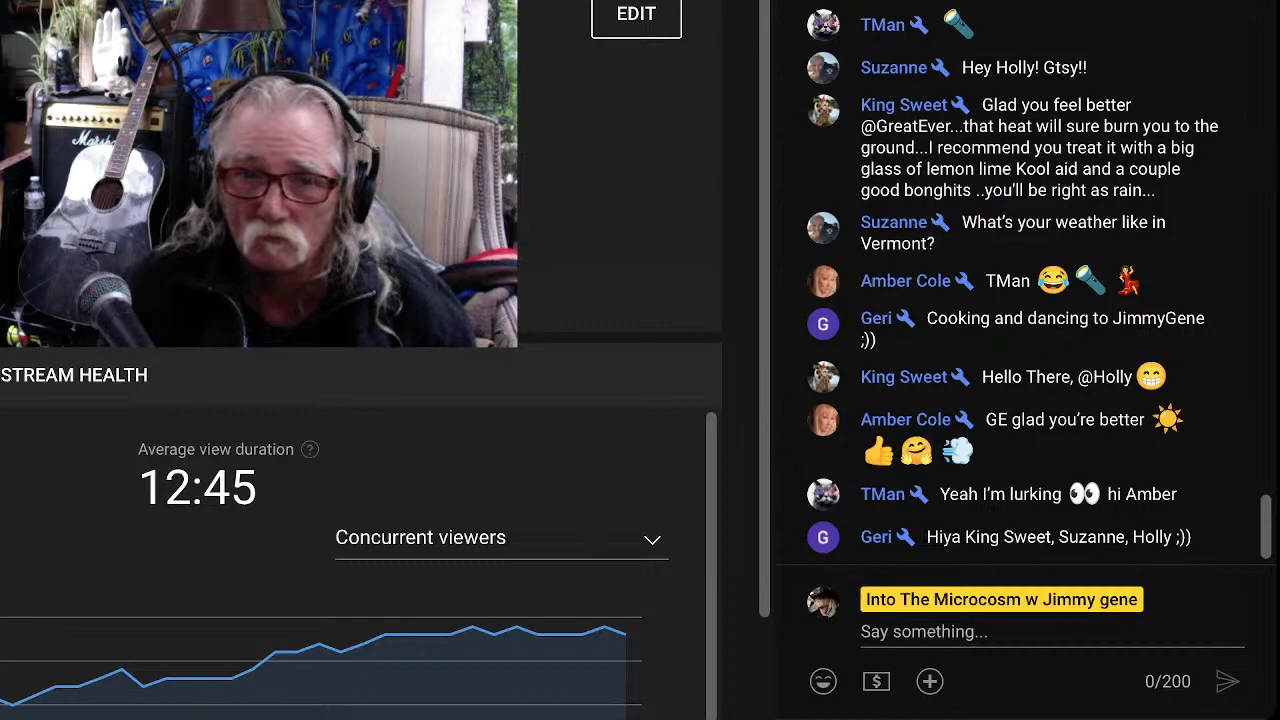 EDIT
Marshall
STREAM HEALTH
Average view duration ?
12:45
Concurrent viewers
TMan 🔦
Suzanne Hey Holly! Gtsy!!
King Sweet Glad you feel better
@GreatEver...that heat will sure burn you to the
ground...I recommend you treat it with a big
glass of lemon lime Kool aid and a couple
good bonghits ..you'll be right as rain...
Suzanne What's your weather like in
Vermont?
Amber Cole TMan 😂 🔦 💃
G Geri Cooking and dancing to JimmyGene
;))
King Sweet Hello There, @Holly 😁
Amber Cole GE glad you're better ☀️
👍 🤗 💨
TMan Yeah I'm lurking 👀 hi Amber
G Geri Hiya King Sweet, Suzanne, Holly ;))
Into The Microcosm w Jimmy gene
Say something...
$ 0/200